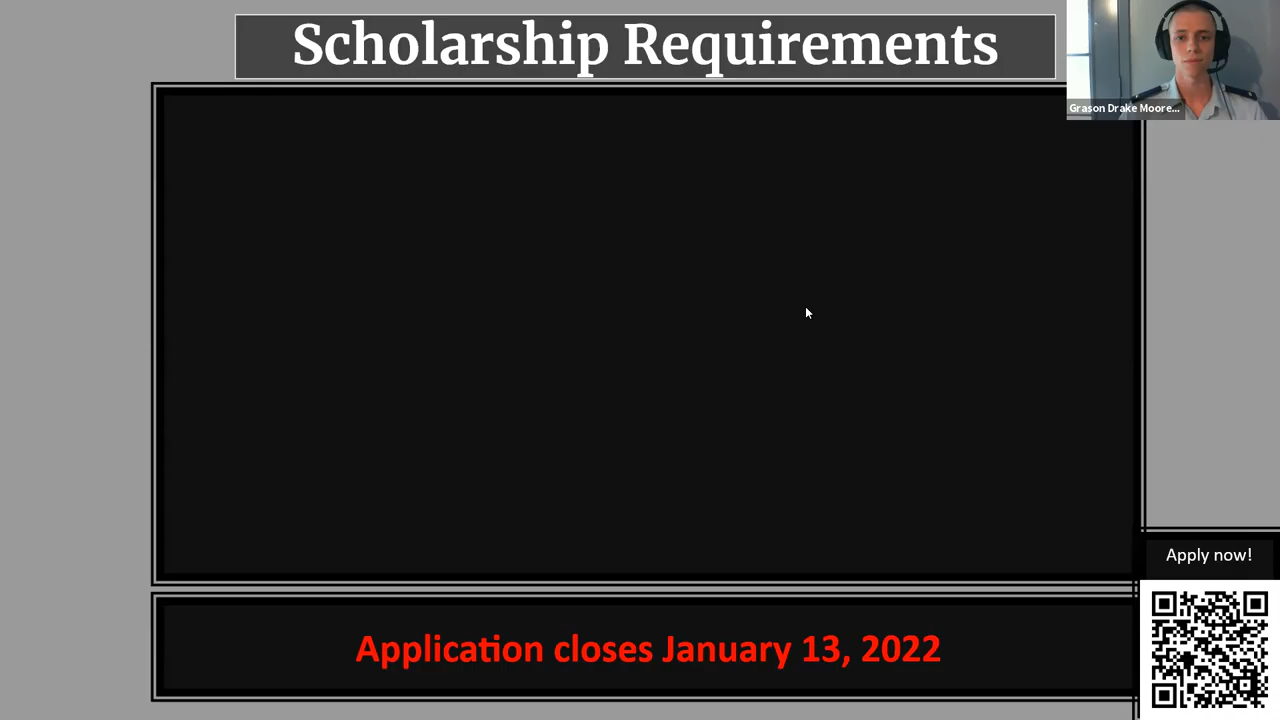 Scholarship Requirements
Grason Drake Moore...
Apply now!
Application closes January 13, 2022